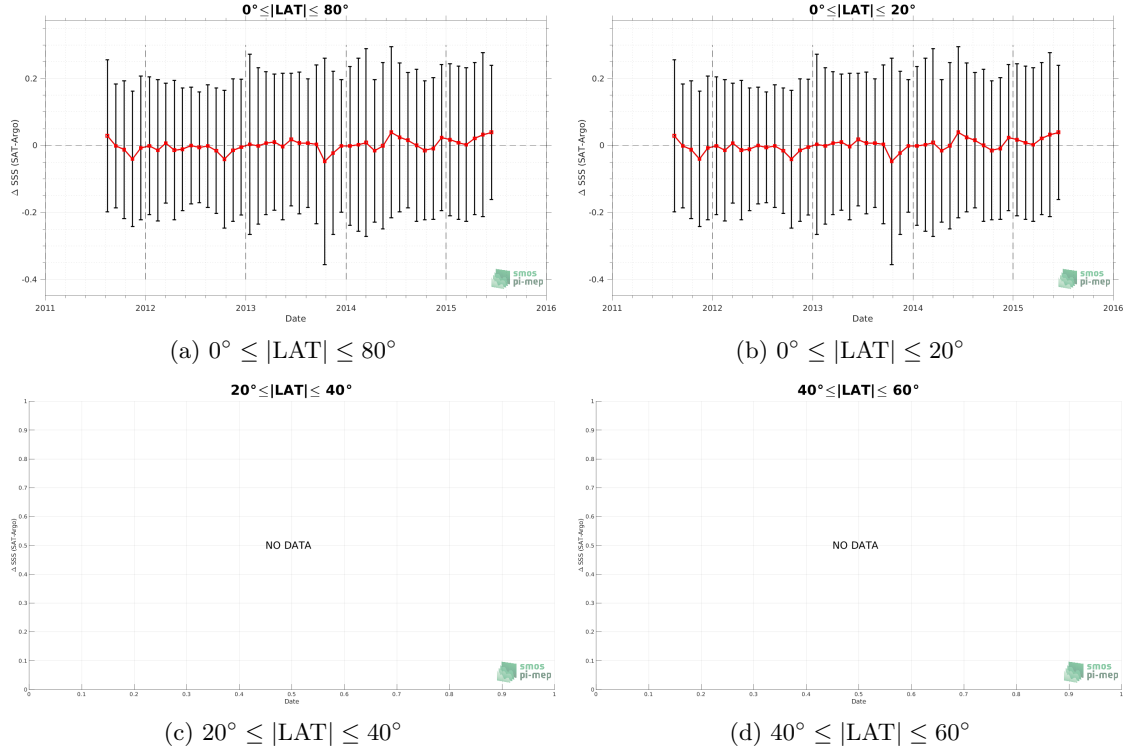 0°≤|LAT|≤ 80°
Δ SSS (SAT-Argo)
0.2
0
-0.2
-0.4
2011 2012 2013 2014 2015 2016
Date
smos
pi-mep
(a) 0° ≤ |LAT| ≤ 80°
0°≤|LAT|≤ 20°
Δ SSS (SAT-Argo)
0.2
0
-0.2
-0.4
2011 2012 2013 2014 2015 2016
Date
smos
pi-mep
(b) 0° ≤ |LAT| ≤ 20°
20°≤|LAT|≤ 40°
Δ SSS (SAT-Argo)
1
0.9
0.8
0.7
0.6
0.5
0.4
0.3
0.2
0.1
0
NO DATA
0 0.1 0.2 0.3 0.4 0.5 0.6 0.7 0.8 0.9 1
Date
smos
pi-mep
(c) 20° ≤ |LAT| ≤ 40°
40°≤|LAT|≤ 60°
Δ SSS (SAT-Argo)
1
0.9
0.8
0.7
0.6
0.5
0.4
0.3
0.2
0.1
0
NO DATA
0 0.1 0.2 0.3 0.4 0.5 0.6 0.7 0.8 0.9 1
Date
smos
pi-mep
(d) 40° ≤ |LAT| ≤ 60°